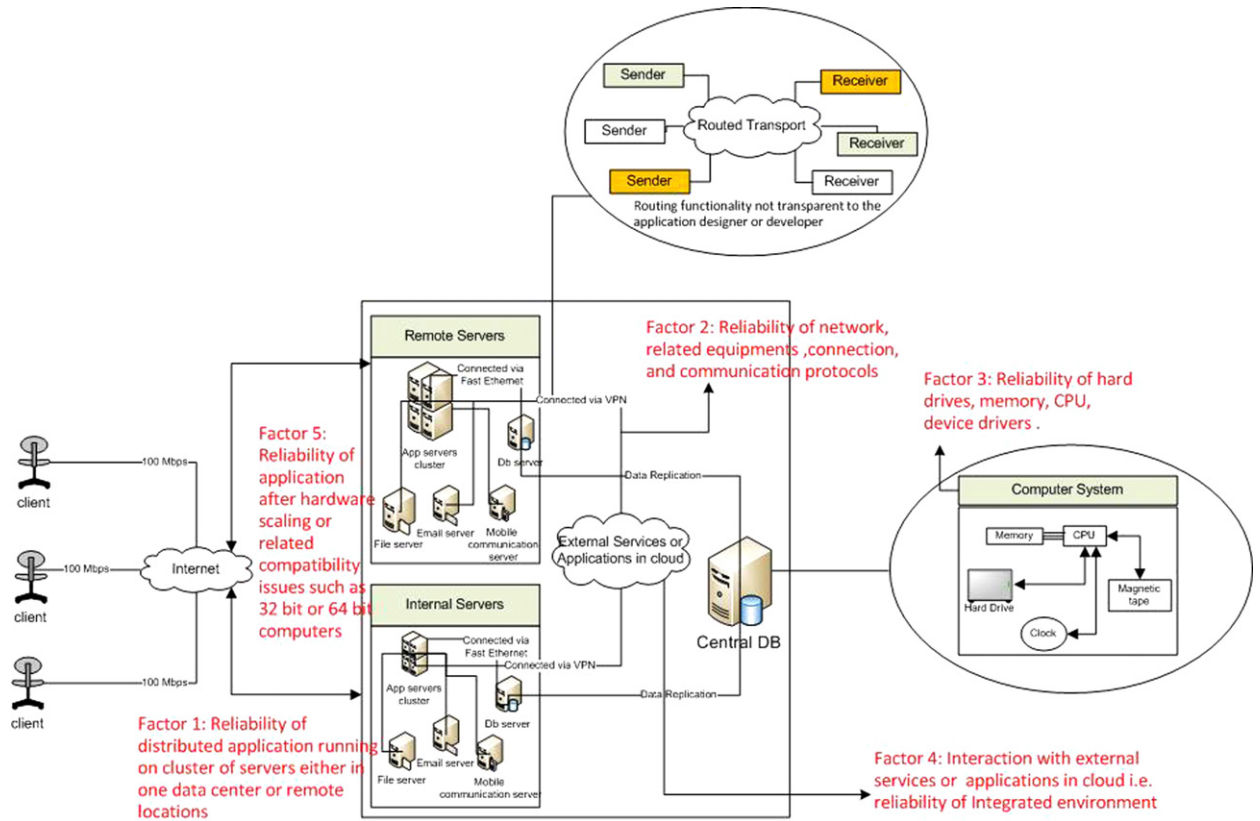 Sender
Receiver
Sender
Routed Transport
Receiver
Sender
Receiver
Routing functionality not transparent to the
application designer or developer
Remote Servers
Connected via
Fast Ethernet
Connected via VPN
App servers
cluster
Db server
File server
Email server
Mobile
communication
server
Data Replication
Factor 2: Reliability of network,
related equipments ,connection,
and communication protocols
Factor 3: Reliability of hard
drives, memory, CPU,
device drivers .
Computer System
Memory
CPU
Hard Drive
Magnetic
tape
Clock
100 Mbps
client
100 Mbps
client
100 Mbps
client
Internet
Factor 5:
Reliability of
application
after hardware
scaling or
related
compatibility
issues such as
32 bit or 64 bit
computers
External Services or
Applications in cloud
Central DB
Internal Servers
Connected via
Fast Ethernet
Connected via VPN
App servers
cluster
Db server
Data Replication
File server
Email server
Mobile
communication server
Factor 1: Reliability of
distributed application running
on cluster of servers either in
one data center or remote
locations
Factor 4: Interaction with external
services or  applications in cloud i.e.
reliability of Integrated environment